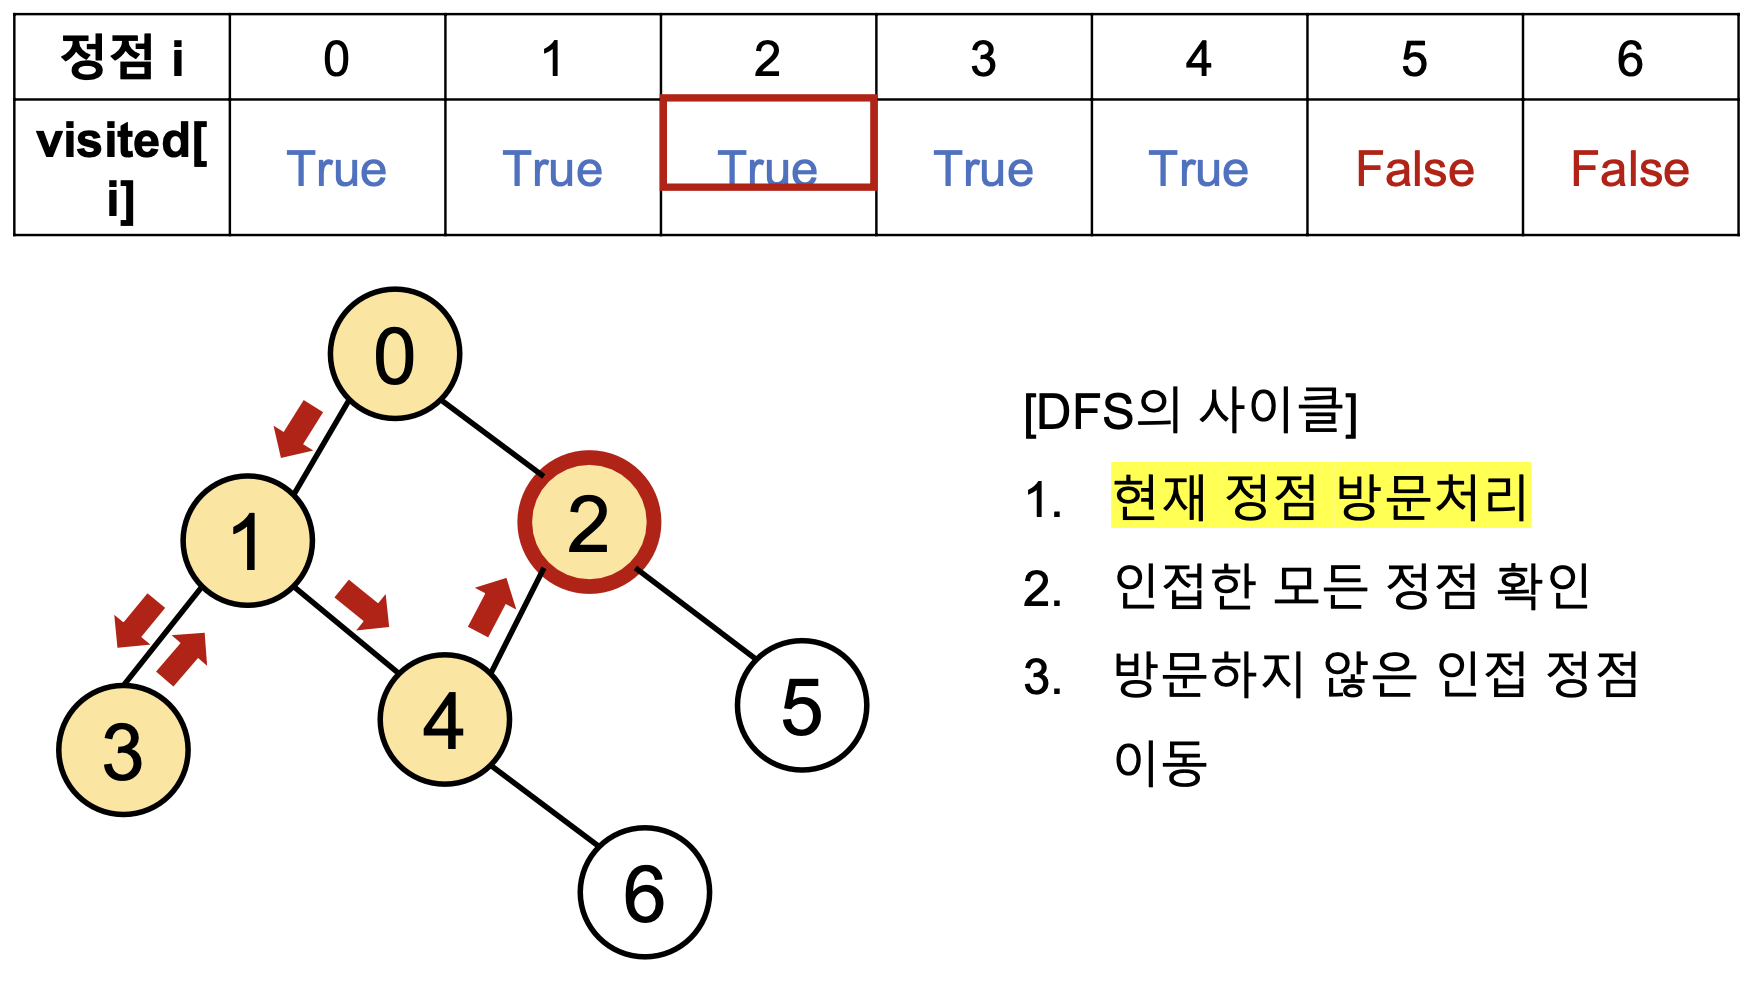 정점 i 0 1 2 3 4 5 6
visited[
i] True True True True True False False
0
1
2
3
4
5
6
[DFS의 사이클]
1. 현재 정점 방문처리
2. 인접한 모든 정점 확인
3. 방문하지 않은 인접 정점
이동